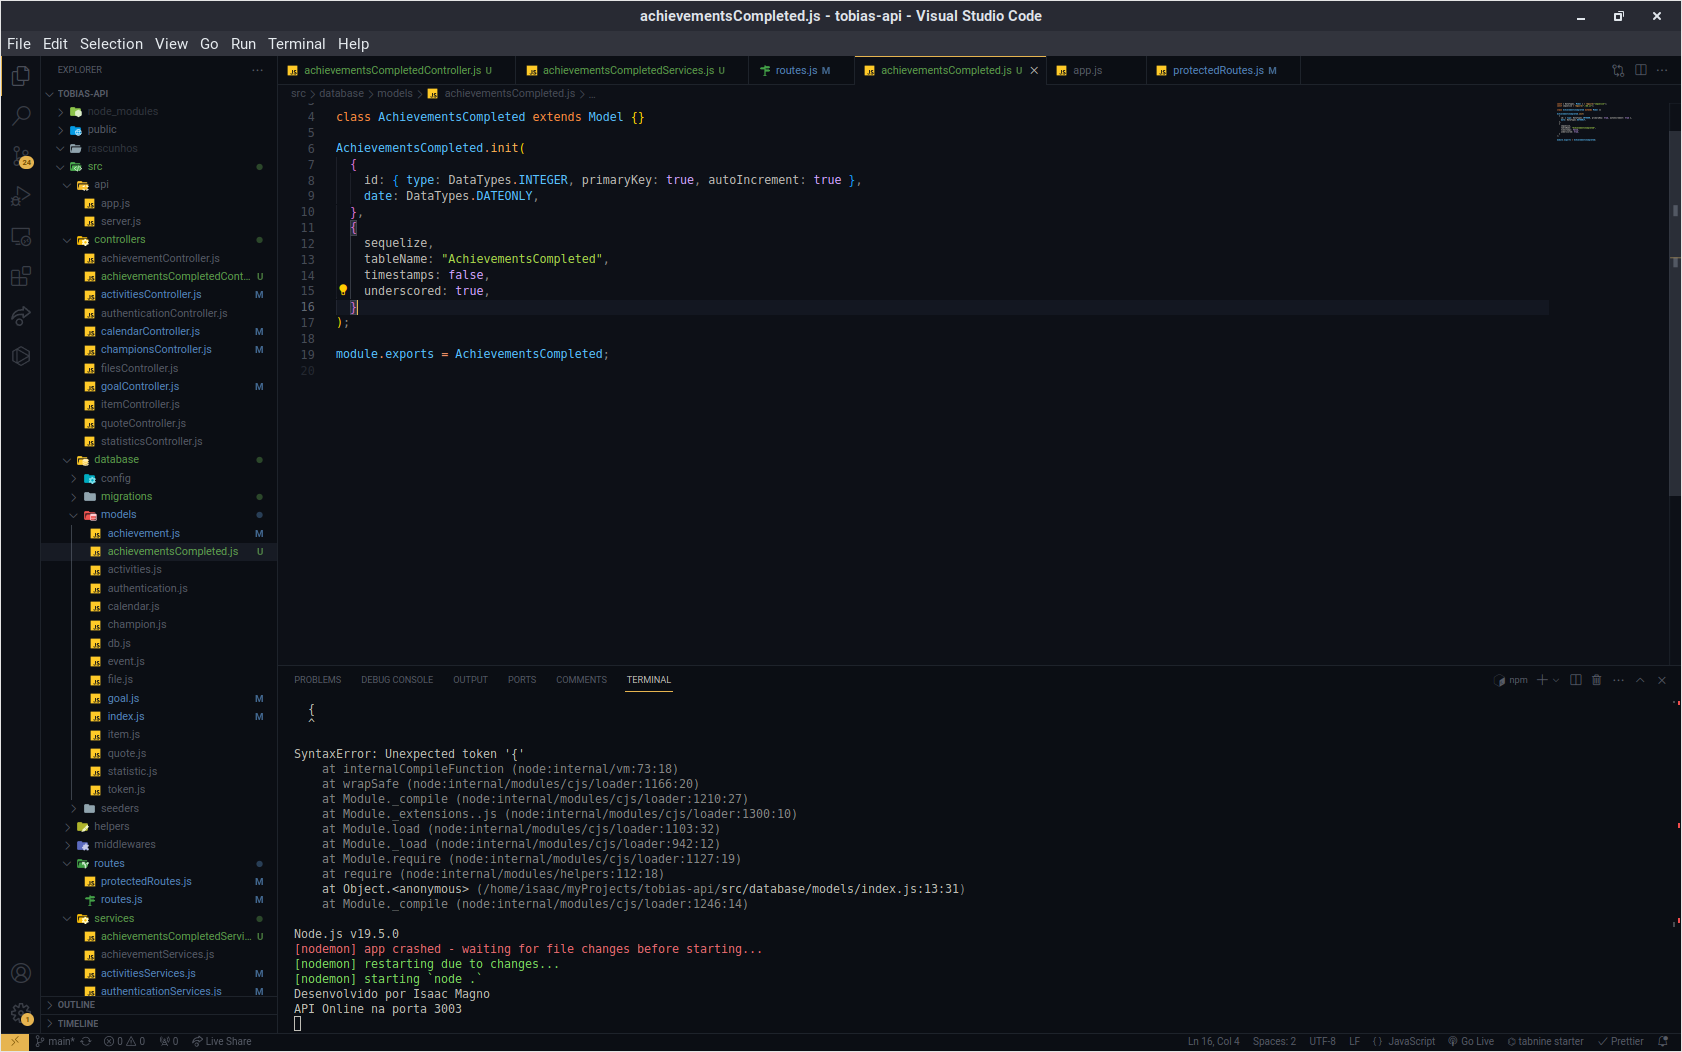 achievementsCompleted.js - tobias-api - Visual Studio Code
File Edit Selection View Go Run Terminal Help
EXPLORER
TOBIAS-API
node_modules
public
rascunhos
src
api
app.js
server.js
controllers
achievementController.js
achievementsCompletedCont... U
activitiesController.js M
authenticationController.js
calendarController.js M
championsController.js M
filesController.js
goalController.js M
itemController.js
quoteController.js
statisticsController.js
database
config
migrations
models
achievement.js M
achievementsCompleted.js U
activities.js
authentication.js
calendar.js
champion.js
db.js
event.js
file.js
goal.js M
index.js M
item.js
quote.js
statistic.js
token.js
seeders
helpers
middlewares
routes
protectedRoutes.js M
routes.js M
services
achievementsCompletedServi... U
achievementServices.js
activitiesServices.js M
authenticationServices.js M
OUTLINE
TIMELINE
24
1
achievementsCompletedController.js U achievementsCompletedServices.js U routes.js M achievementsCompleted.js U app.js protectedRoutes.js M
src > database > models > achievementsCompleted.js > ...
4 class AchievementsCompleted extends Model {}
5
6 AchievementsCompleted.init(
7 {
8 id: { type: DataTypes.INTEGER, primaryKey: true, autoIncrement: true },
9 date: DataTypes.DATEONLY,
10 },
11 {
12 sequelize,
13 tableName: "AchievementsCompleted",
14 timestamps: false,
15 underscored: true,
16 }
17 );
18
19 module.exports = AchievementsCompleted;
20
PROBLEMS DEBUG CONSOLE OUTPUT PORTS COMMENTS TERMINAL
npm
{
^
SyntaxError: Unexpected token '{'
at internalCompileFunction (node:internal/vm:73:18)
at wrapSafe (node:internal/modules/cjs/loader:1166:20)
at Module._compile (node:internal/modules/cjs/loader:1210:27)
at Module._extensions..js (node:internal/modules/cjs/loader:1300:10)
at Module.load (node:internal/modules/cjs/loader:1103:32)
at Module._load (node:internal/modules/cjs/loader:942:12)
at Module.require (node:internal/modules/cjs/loader:1127:19)
at require (node:internal/modules/helpers:112:18)
at Object.<anonymous> (/home/isaac/myProjects/tobias-api/src/database/models/index.js:13:31)
at Module._compile (node:internal/modules/cjs/loader:1246:14)
Node.js v19.5.0
[nodemon] app crashed - waiting for file changes before starting...
[nodemon] restarting due to changes...
[nodemon] starting `node .`
Desenvolvido por Isaac Magno
API Online na porta 3003
main* 0 0 0 Live Share Ln 16, Col 4 Spaces: 2 UTF-8 LF {} JavaScript Go Live tabnine starter Prettier